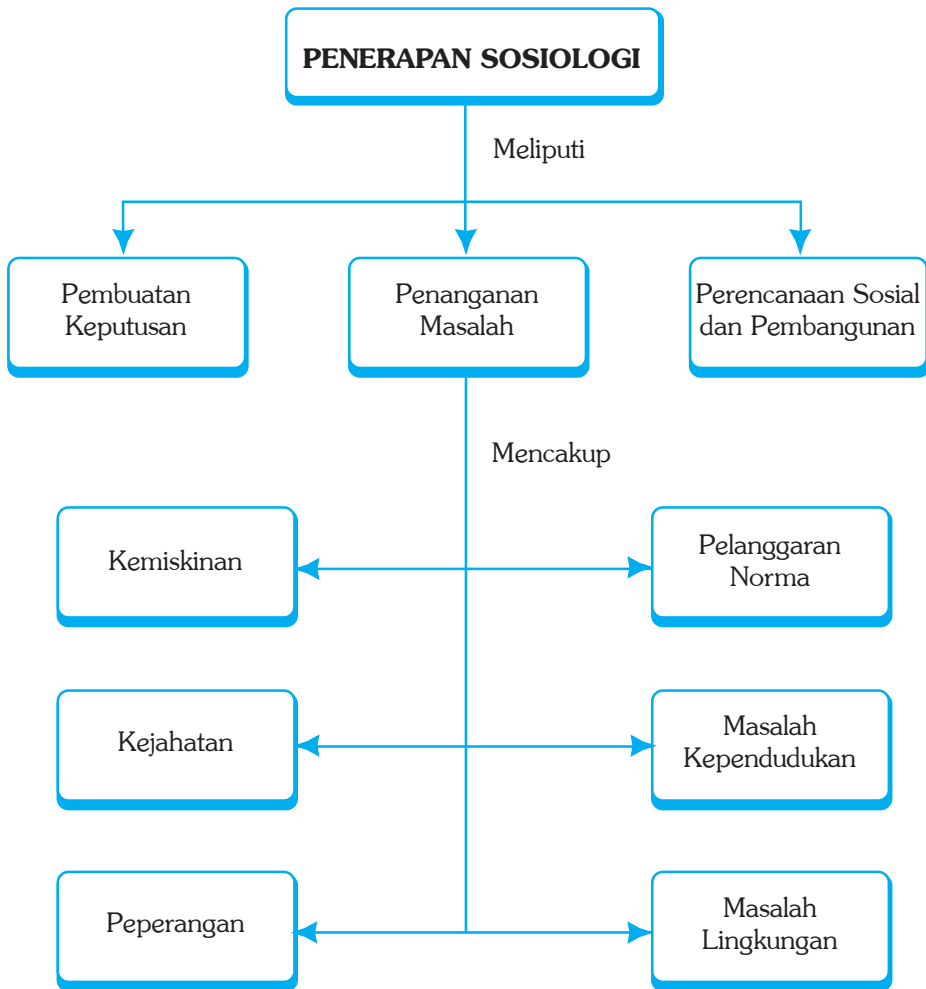 PENERAPAN SOSIOLOGI
Meliputi
Pembuatan
Keputusan
Penanganan
Masalah
Perencanaan Sosial
dan Pembangunan
Mencakup
Kemiskinan
Pelanggaran
Norma
Kejahatan
Masalah
Kependudukan
Peperangan
Masalah
Lingkungan